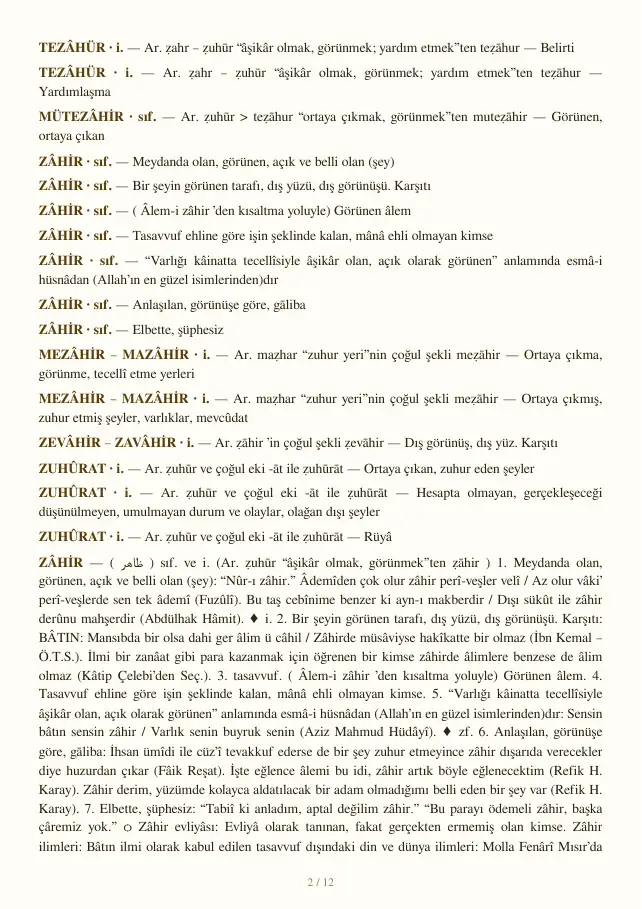 TEZÂHÜR · i. — Ar. ẓahr – ẓuhūr “âşikâr olmak, görünmek; yardım etmek”ten teẓāhur — Belirti
TEZÂHÜR · i. — Ar. ẓahr – ẓuhūr “âşikâr olmak, görünmek; yardım etmek”ten teẓāhur —
Yardımlaşma
MÜTEZÂHİR · sıf. — Ar. ẓuhūr > teẓāhur “ortaya çıkmak, görünmek”ten muteẓāhir — Görünen,
ortaya çıkan
ZÂHİR · sıf. — Meydanda olan, görünen, açık ve belli olan (şey)
ZÂHİR · sıf. — Bir şeyin görünen tarafı, dış yüzü, dış görünüşü. Karşıtı
ZÂHİR · sıf. — ( Âlem-i zâhir ’den kısaltma yoluyle) Görünen âlem
ZÂHİR · sıf. — Tasavvuf ehline göre işin şeklinde kalan, mânâ ehli olmayan kimse
ZÂHİR · sıf. — “Varlığı kâinatta tecellîsiyle âşikâr olan, açık olarak görünen” anlamında esmâ-i
hüsnâdan (Allah’ın en güzel isimlerinden)dır
ZÂHİR · sıf. — Anlaşılan, görünüşe göre, gāliba
ZÂHİR · sıf. — Elbette, şüphesiz
MEZÂHİR – MAZÂHİR · i. — Ar. maẓhar “zuhur yeri”nin çoğul şekli meẓāhir — Ortaya çıkma,
görünme, tecellî etme yerleri
MEZÂHİR – MAZÂHİR · i. — Ar. maẓhar “zuhur yeri”nin çoğul şekli meẓāhir — Ortaya çıkmış,
zuhur etmiş şeyler, varlıklar, mevcûdat
ZEVÂHİR – ZAVÂHİR · i. — Ar. ẓāhir ’in çoğul şekli ẓevāhir — Dış görünüş, dış yüz. Karşıtı
ZUHÛRAT · i. — Ar. ẓuhūr ve çoğul eki -āt ile ẓuhūrāt — Ortaya çıkan, zuhur eden şeyler
ZUHÛRAT · i. — Ar. ẓuhūr ve çoğul eki -āt ile ẓuhūrāt — Hesapta olmayan, gerçekleşeceği
düşünülmeyen, umulmayan durum ve olaylar, olağan dışı şeyler
ZUHÛRAT · i. — Ar. ẓuhūr ve çoğul eki -āt ile ẓuhūrāt — Rüyâ
ZÂHİR — ( ظاهر ) sıf. ve i. (Ar. ẓuhūr “âşikâr olmak, görünmek”ten ẓāhir ) 1. Meydanda olan,
görünen, açık ve belli olan (şey): “Nûr-ı zâhir.” Âdemîden çok olur zâhir perî-veşler velî / Az olur vâki’
perî-veşlerde sen tek âdemî (Fuzûlî). Bu taş cebînime benzer ki ayn-ı makberdir / Dışı sükût ile zâhir
derûnu mahşerdir (Abdülhak Hâmit). ♦ i. 2. Bir şeyin görünen tarafı, dış yüzü, dış görünüşü. Karşıtı:
BÂTIN: Mansıbda bir olsa dahi ger âlim ü câhil / Zâhirde müsâviyse hakîkatte bir olmaz (İbn Kemal –
Ö.T.S.). İlmi bir zanâat gibi para kazanmak için öğrenen bir kimse zâhirde âlimlere benzese de âlim
olmaz (Kâtip Çelebi’den Seç.). 3. tasavvuf. ( Âlem-i zâhir ’den kısaltma yoluyle) Görünen âlem. 4.
Tasavvuf ehline göre işin şeklinde kalan, mânâ ehli olmayan kimse. 5. “Varlığı kâinatta tecellîsiyle
âşikâr olan, açık olarak görünen” anlamında esmâ-i hüsnâdan (Allah’ın en güzel isimlerinden)dır: Sensin
bâtın sensin zâhir / Varlık senin buyruk senin (Aziz Mahmud Hüdâyî). ♦ zf. 6. Anlaşılan, görünüşe
göre, gāliba: İhsan ümîdi ile cüz’î tevakkuf ederse de bir şey zuhur etmeyince zâhir dışarıda verecekler
diye huzurdan çıkar (Fâik Reşat). İşte eğlence âlemi bu idi, zâhir artık böyle eğlenecektim (Refik H.
Karay). Zâhir derim, yüzümde kolayca aldatılacak bir adam olmadığımı belli eden bir şey var (Refik H.
Karay). 7. Elbette, şüphesiz: “Tabiî ki anladım, aptal değilim zâhir.” “Bu parayı ödemeli zâhir, başka
çâremiz yok.” ѻ Zâhir evliyâsı: Evliyâ olarak tanınan, fakat gerçekten ermemiş olan kimse. Zâhir
ilimleri: Bâtın ilmi olarak kabul edilen tasavvuf dışındaki din ve dünya ilimleri: Molla Fenârî Mısır’da
2 / 12